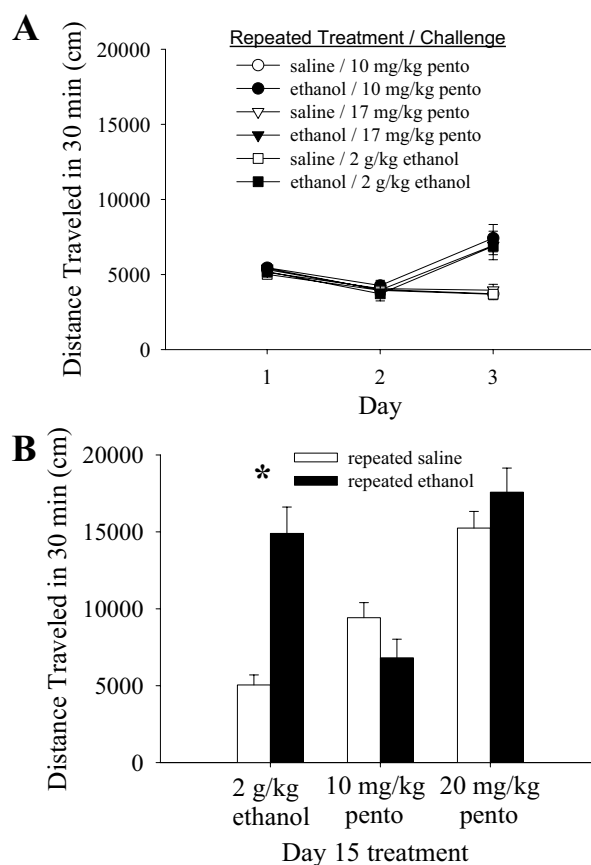 A
Repeated Treatment / Challenge
saline / 10 mg/kg pento
ethanol / 10 mg/kg pento
saline / 17 mg/kg pento
ethanol / 17 mg/kg pento
saline / 2 g/kg ethanol
ethanol / 2 g/kg ethanol
Distance Traveled in 30 min (cm)
20000
15000
10000
5000
0
1 2 3
Day
B
*
repeated saline
repeated ethanol
Distance Traveled in 30 min (cm)
20000
15000
10000
5000
0
2 g/kg 10 mg/kg 20 mg/kg
ethanol pento pento
Day 15 treatment